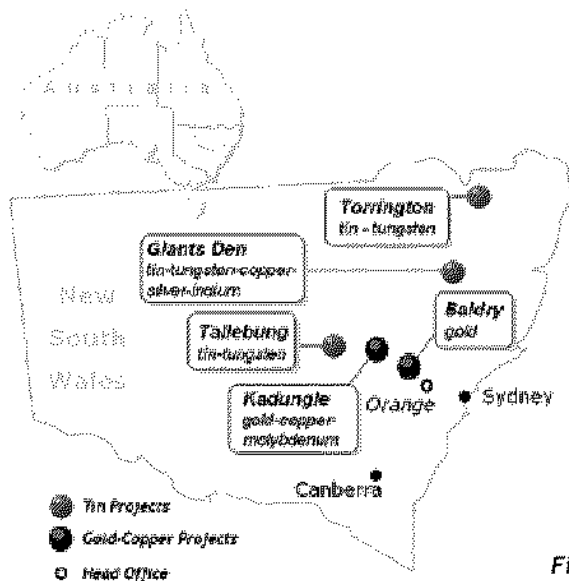 Australia
Torrington
tin - tungsten
Giants Den
tin-tungsten-copper-
silver-indium
New
South
Wales
Baldry
gold
Tallebung
tin-tungsten
Kadungle
gold-copper-
molybdenum
Orange
Sydney
Canberra
Tin Projects
Gold-Copper Projects
Head Office